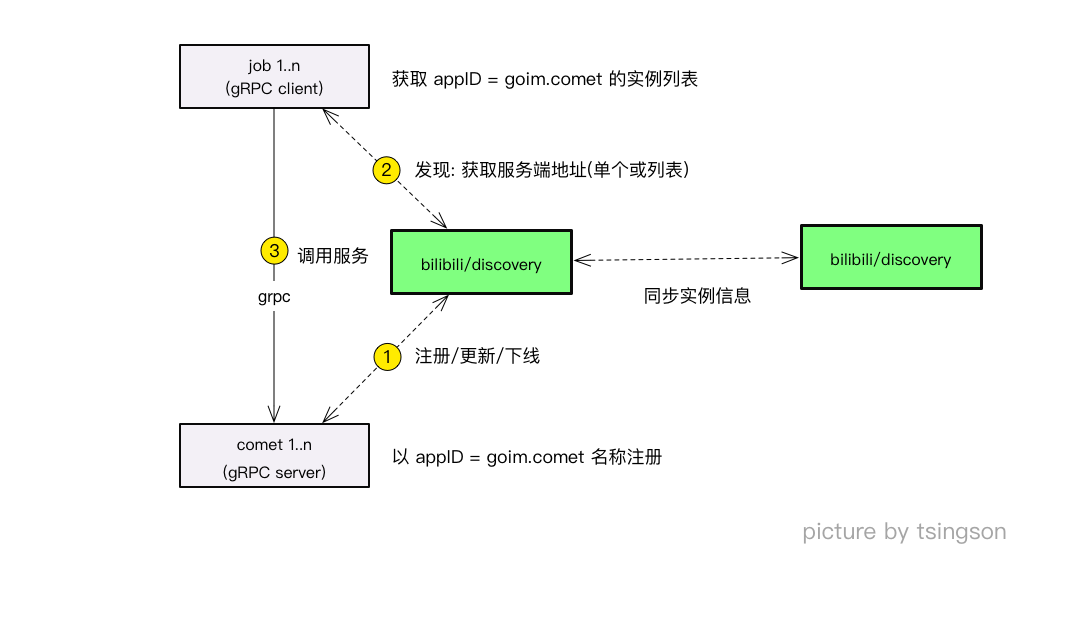 job 1..n
(gRPC client)
获取 appID = goim.comet 的实例列表
2
发现: 获取服务端地址(单个或列表)
3
调用服务
grpc
bilibili/discovery
bilibili/discovery
同步实例信息
1
注册/更新/下线
comet 1..n
(gRPC server)
以 appID = goim.comet 名称注册
picture by tsingson